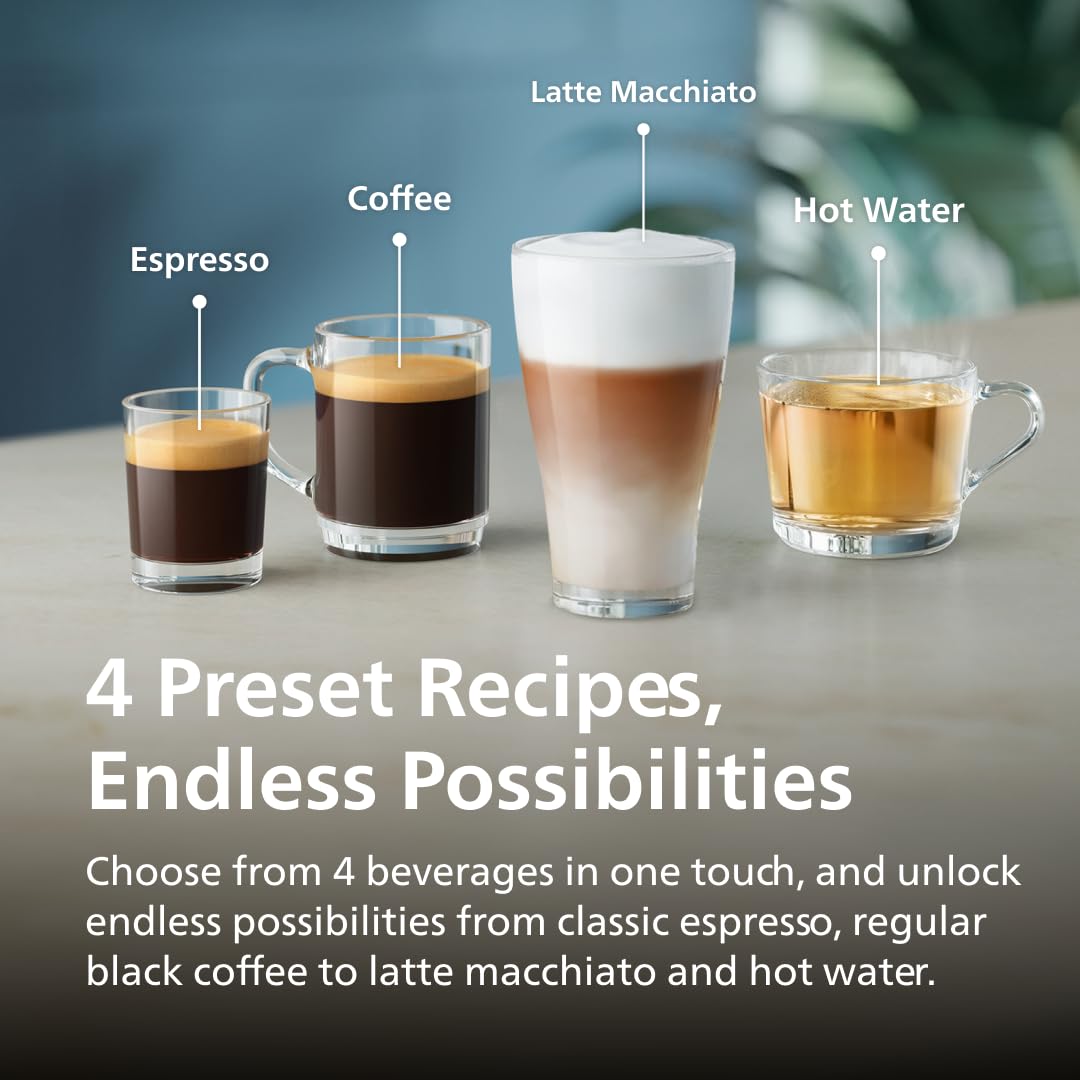 Latte Macchiato
Coffee
Hot Water
Espresso
4 Preset Recipes,
Endless Possibilities
Choose from 4 beverages in one touch, and unlock
endless possibilities from classic espresso, regular
black coffee to latte macchiato and hot water.